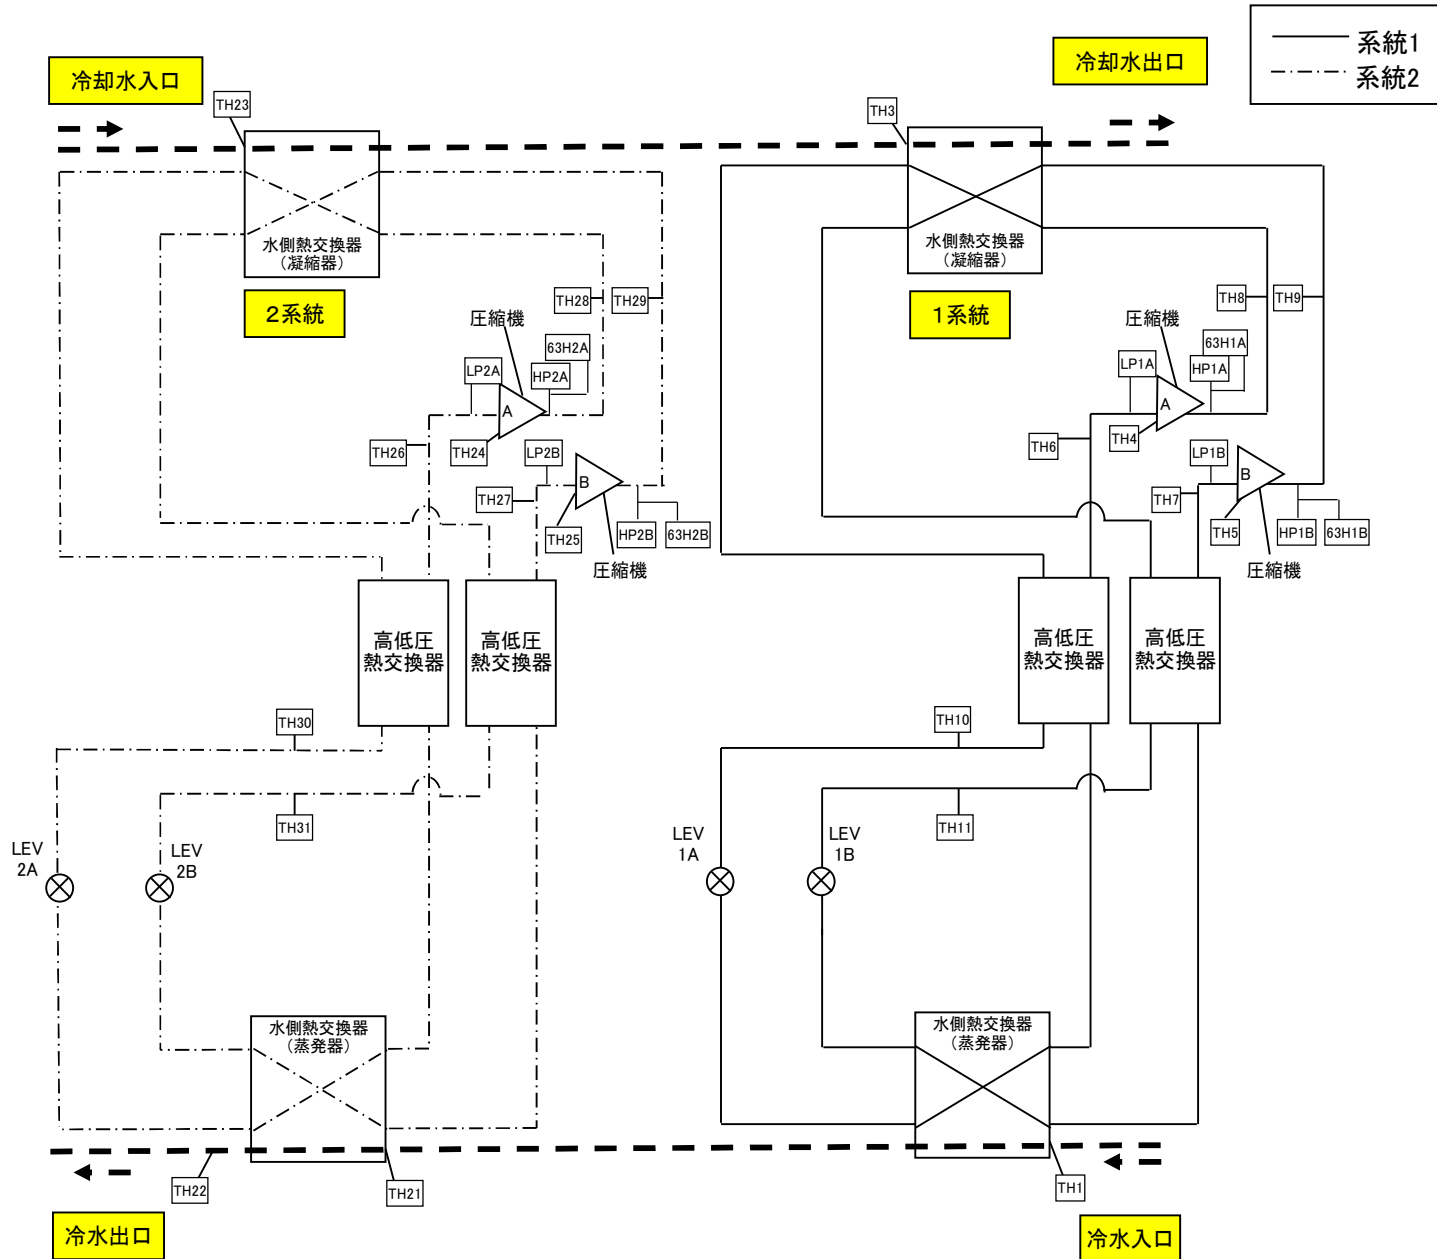 系統1
系統2
冷却水入口
冷却水出口
TH23
TH3
水側熱交換器
(凝縮器)
水側熱交換器
(凝縮器)
2系統
1系統
TH28
TH29
TH8
TH9
圧縮機
圧縮機
63H2A
63H1A
LP2A
HP2A
LP1A
HP1A
A
A
TH26
TH24
LP2B
TH6
TH4
LP1B
B
B
TH27
TH7
TH25
HP2B
63H2B
TH5
HP1B
63H1B
圧縮機
圧縮機
高低圧
熱交換器
高低圧
熱交換器
高低圧
熱交換器
高低圧
熱交換器
TH30
TH10
TH31
TH11
LEV
2A
LEV
2B
LEV
1A
LEV
1B
水側熱交換器
(蒸発器)
水側熱交換器
(蒸発器)
TH22
TH21
TH1
冷水出口
冷水入口